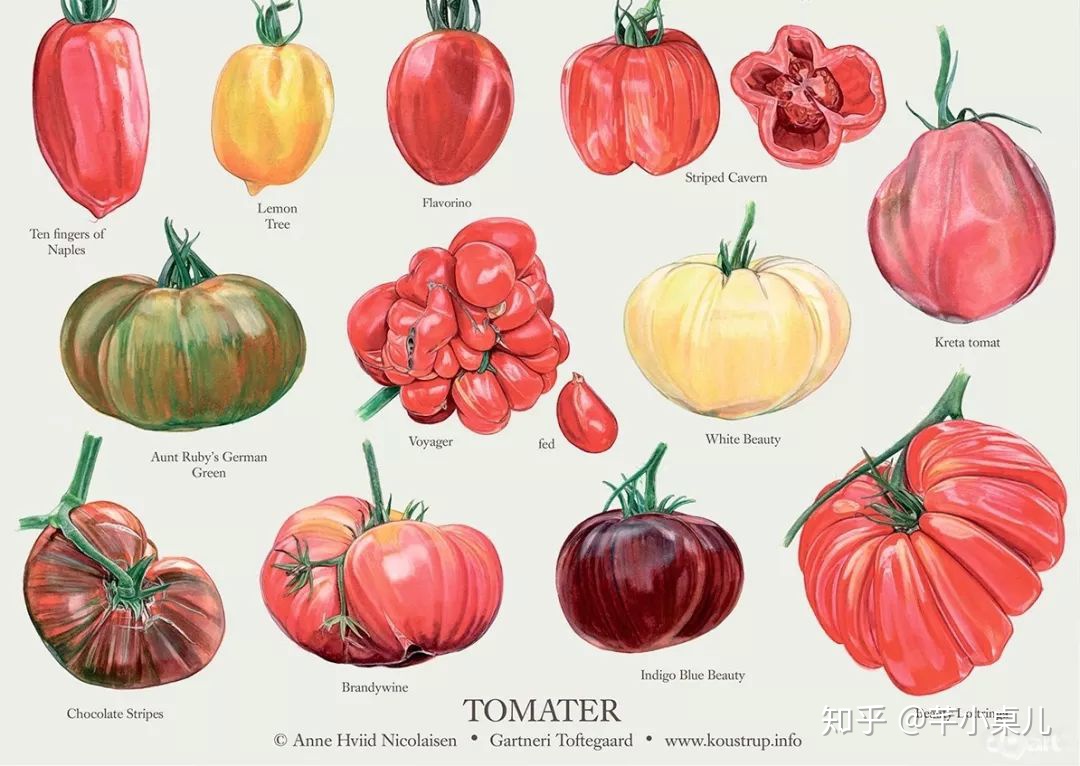 Ten fingers of
Naples
Lemon
Tree
Flavorino
Striped Cavern
Kreta tomat
Aunt Ruby's German
Green
Voyager
fed
White Beauty
Chocolate Stripes
Brandywine
Indigo Blue Beauty
TOMATER
© Anne Hviid Nicolaisen • Gartneri Toftegaard • www.koustrup.info
知乎 @芋小桌儿